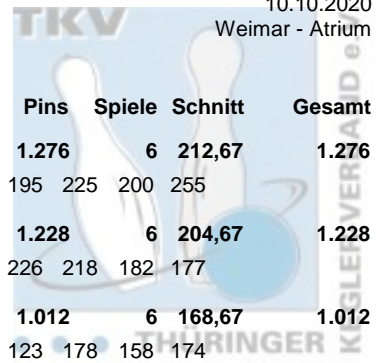 10.10.2020
TKV
Weimar - Atrium
Pins Spiele Schnitt Gesamt
1.276 6 212,67 1.276
195 225 200 255
1.228 6 204,67 1.228
226 218 182 177
1.012 6 168,67 1.012
123 178 158 174
THÜRINGER
KEGLERVERBAND e.V.